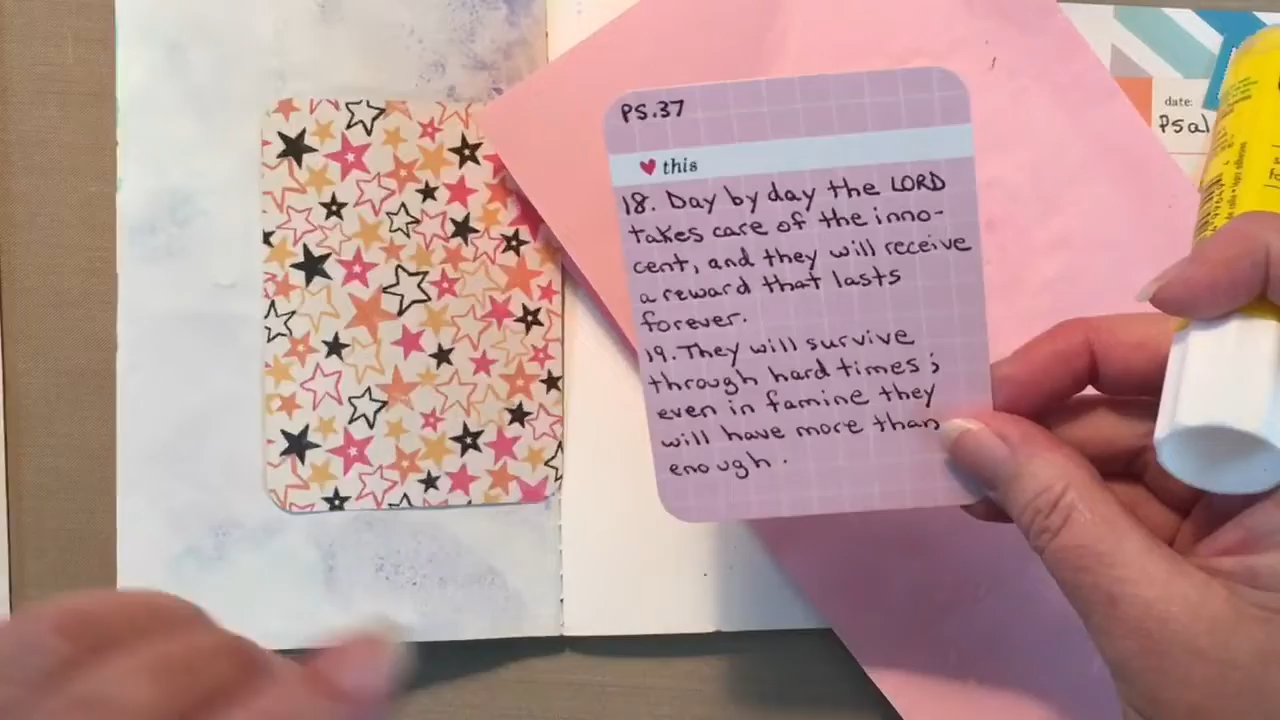 PS.37
this
18. Day by day the LORD
takes care of the inno-
cent, and they will receive
a reward that lasts
forever.
19. They will survive
through hard times;
even in famine they
will have more than
enough.
date:
Psal